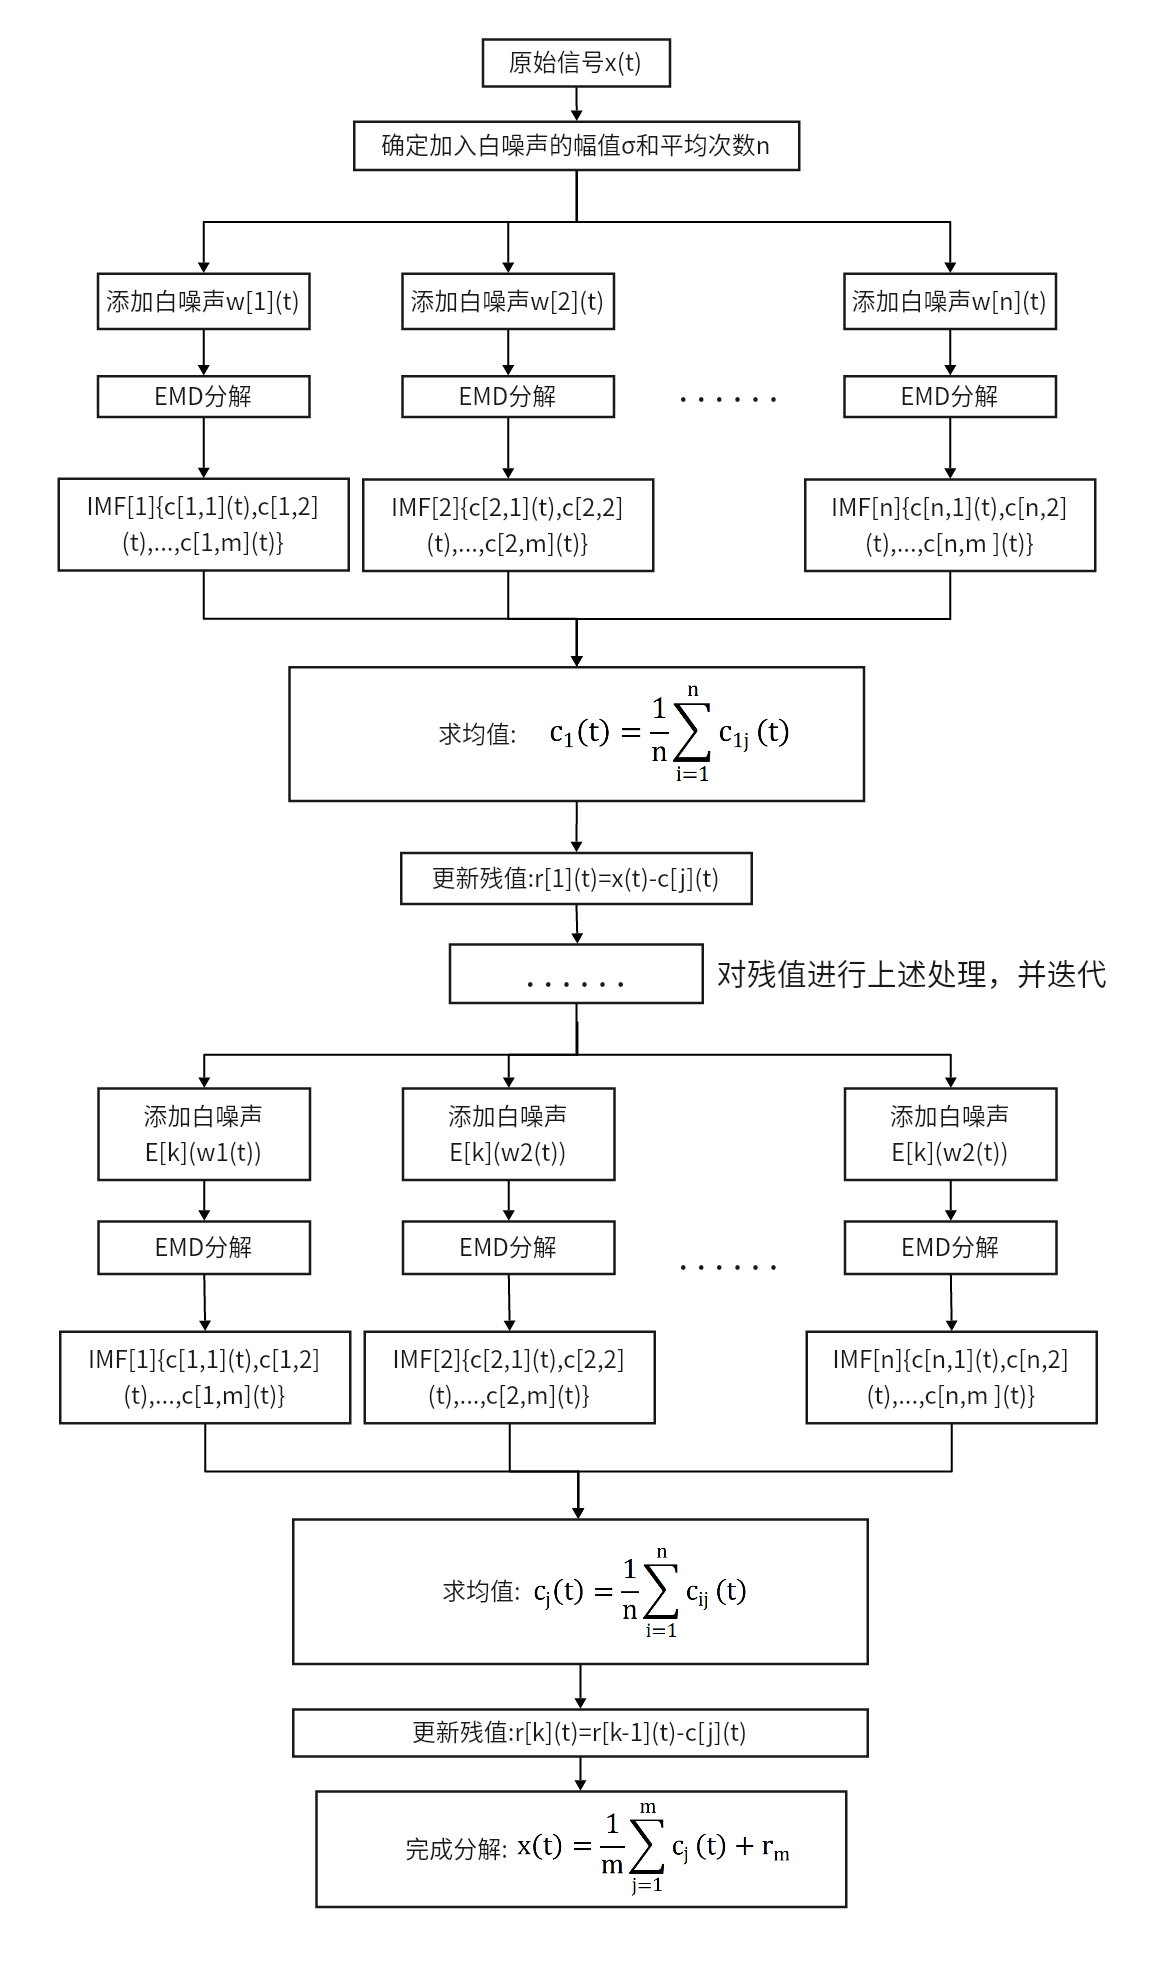 原始信号x(t)
确定加入白噪声的幅值σ和平均次数n
添加白噪声w[1](t)
添加白噪声w[2](t)
添加白噪声w[n](t)
EMD分解
EMD分解
......
EMD分解
IMF[1]{c[1,1](t),c[1,2]
(t),...,c[1,m](t)}
IMF[2]{c[2,1](t),c[2,2]
(t),...,c[2,m](t)}
IMF[n]{c[n,1](t),c[n,2]
(t),...,c[n,m ](t)}
求均值: c₁(t) = 1/n ∑_{i=1}^{n} c_{1j} (t)
更新残值:r[1](t)=x(t)-c[j](t)
......
对残值进行上述处理，并迭代
添加白噪声
E[k](w1(t))
添加白噪声
E[k](w2(t))
添加白噪声
E[k](w2(t))
EMD分解
EMD分解
......
EMD分解
IMF[1]{c[1,1](t),c[1,2]
(t),...,c[1,m](t)}
IMF[2]{c[2,1](t),c[2,2]
(t),...,c[2,m](t)}
IMF[n]{c[n,1](t),c[n,2]
(t),...,c[n,m ](t)}
求均值: c_j(t) = 1/n ∑_{i=1}^{n} c_{ij} (t)
更新残值:r[k](t)=r[k-1](t)-c[j](t)
完成分解: x(t) = 1/m ∑_{j=1}^{m} c_j (t) + r_m